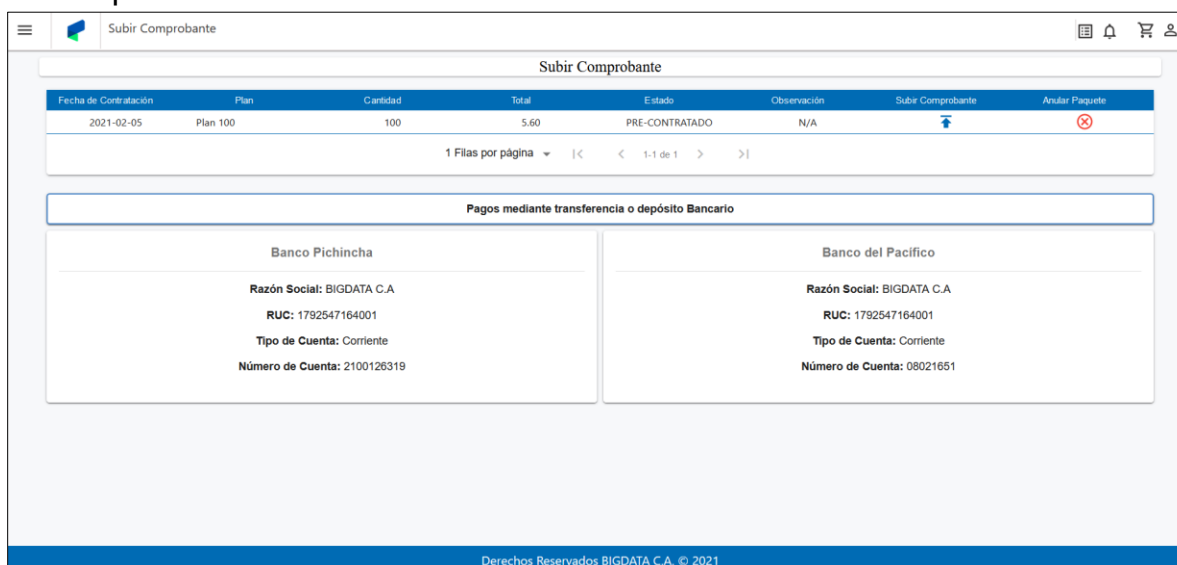 Subir Comprobante
Subir Comprobante
Fecha de Contratación Plan Cantidad Total Estado Observación Subir Comprobante Anular Paquete
2021-02-05 Plan 100 100 5.60 PRE-CONTRATADO N/A
1 Filas por página 1-1 de 1
Pagos mediante transferencia o depósito Bancario
Banco Pichincha
Razón Social: BIGDATA C.A
RUC: 1792547164001
Tipo de Cuenta: Corriente
Número de Cuenta: 2100126319
Banco del Pacífico
Razón Social: BIGDATA C.A
RUC: 1792547164001
Tipo de Cuenta: Corriente
Número de Cuenta: 08021651
Derechos Reservados BIGDATA C.A. © 2021